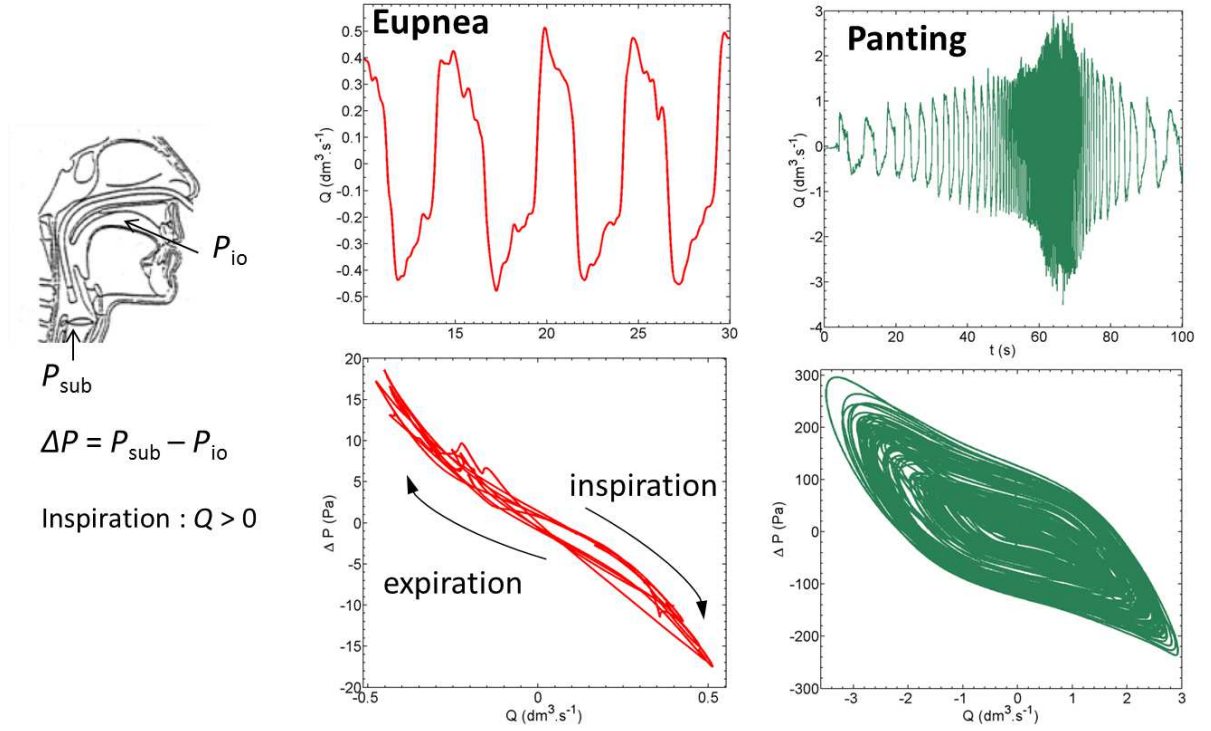 P_io
P_sub
ΔP = P_sub – P_io
Inspiration : Q > 0
Eupnea
Q (dm³.s⁻¹)
0.5
0.4
0.3
0.2
0.1
0
-0.1
-0.2
-0.3
-0.4
-0.5
15 20 25 30
Panting
Q (dm³.s⁻¹)
3
2
1
0
-1
-2
-3
-4
0 20 40 60 80 100
t (s)
Δ P (Pa)
20
15
10
5
0
-5
-10
-15
-20
inspiration
expiration
-0.5 0 0.5
Q (dm³.s⁻¹)
Δ P (Pa)
300
200
100
0
-100
-200
-300
-3 -2 -1 0 1 2 3
Q (dm³.s⁻¹)